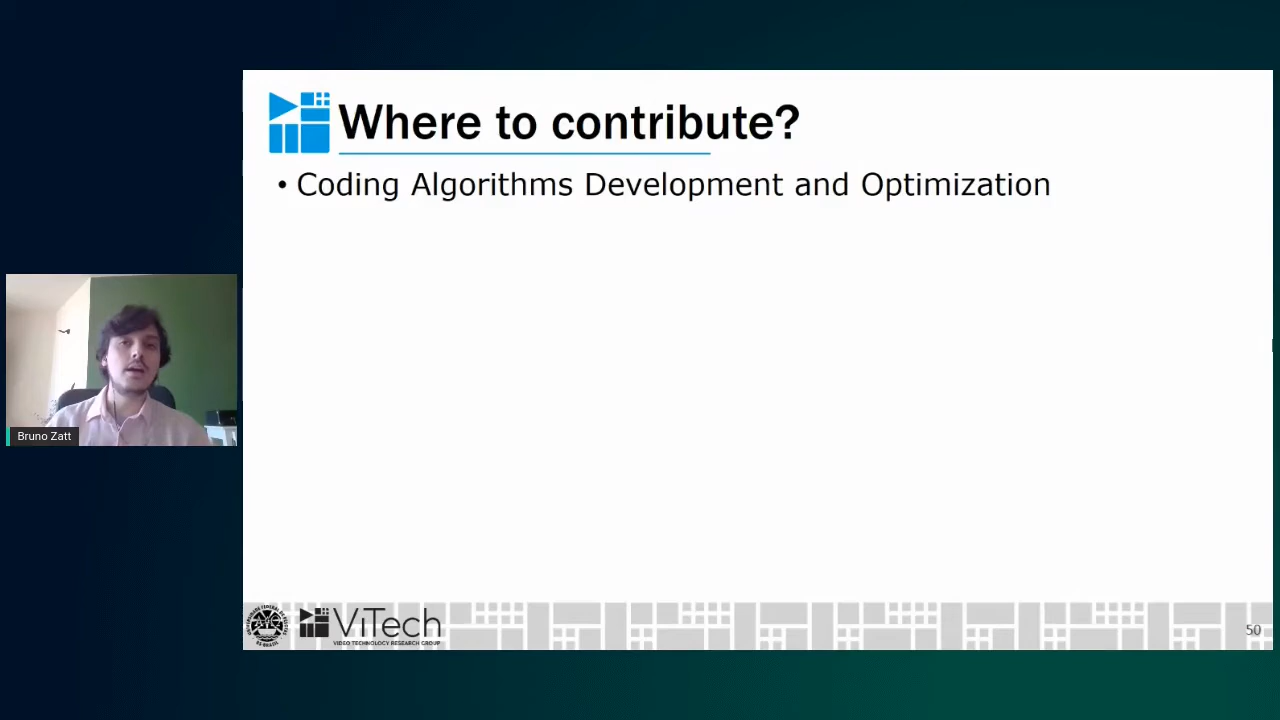 Where to contribute?
• Coding Algorithms Development and Optimization
Bruno Zatt
ViTech
VIDEO TECHNOLOGY RESEARCH GROUP
50